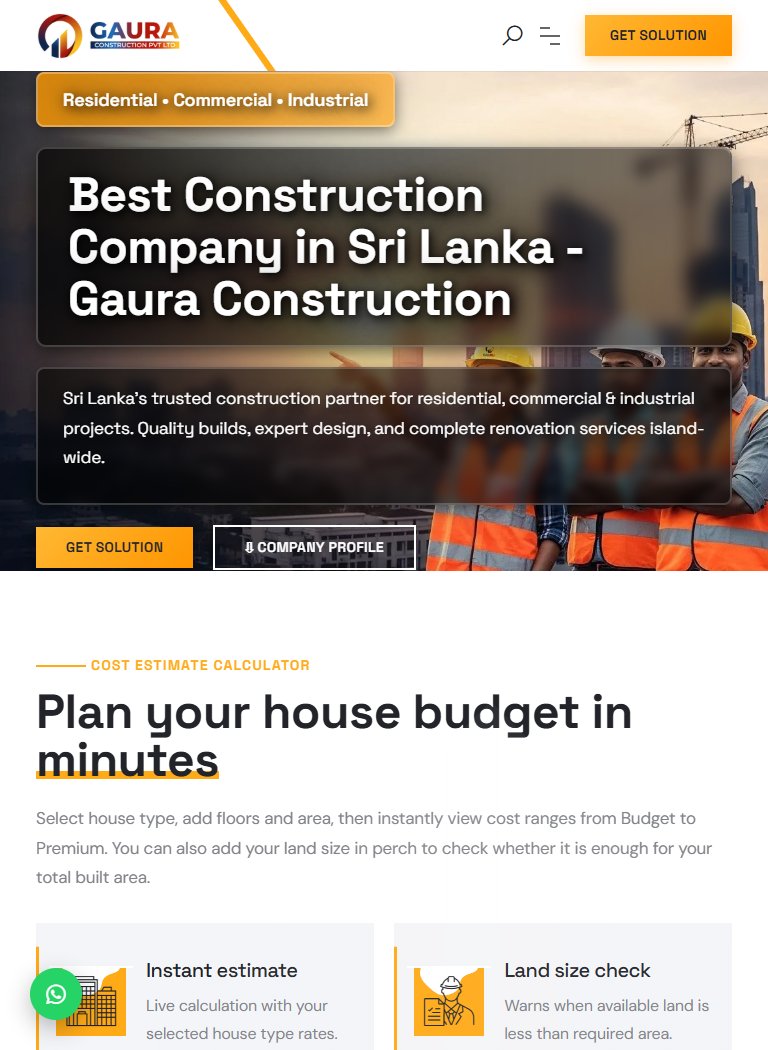 GAURA
CONSTRUCTION PVT LTD
GET SOLUTION
Residential • Commercial • Industrial
Best Construction
Company in Sri Lanka -
Gaura Construction
Sri Lanka's trusted construction partner for residential, commercial & industrial
projects. Quality builds, expert design, and complete renovation services island-
wide.
GET SOLUTION
⇩ COMPANY PROFILE
COST ESTIMATE CALCULATOR
Plan your house budget in
minutes
Select house type, add floors and area, then instantly view cost ranges from Budget to
Premium. You can also add your land size in perch to check whether it is enough for your
total built area.
Instant estimate
Live calculation with your
selected house type rates.
Land size check
Warns when available land is
less than required area.